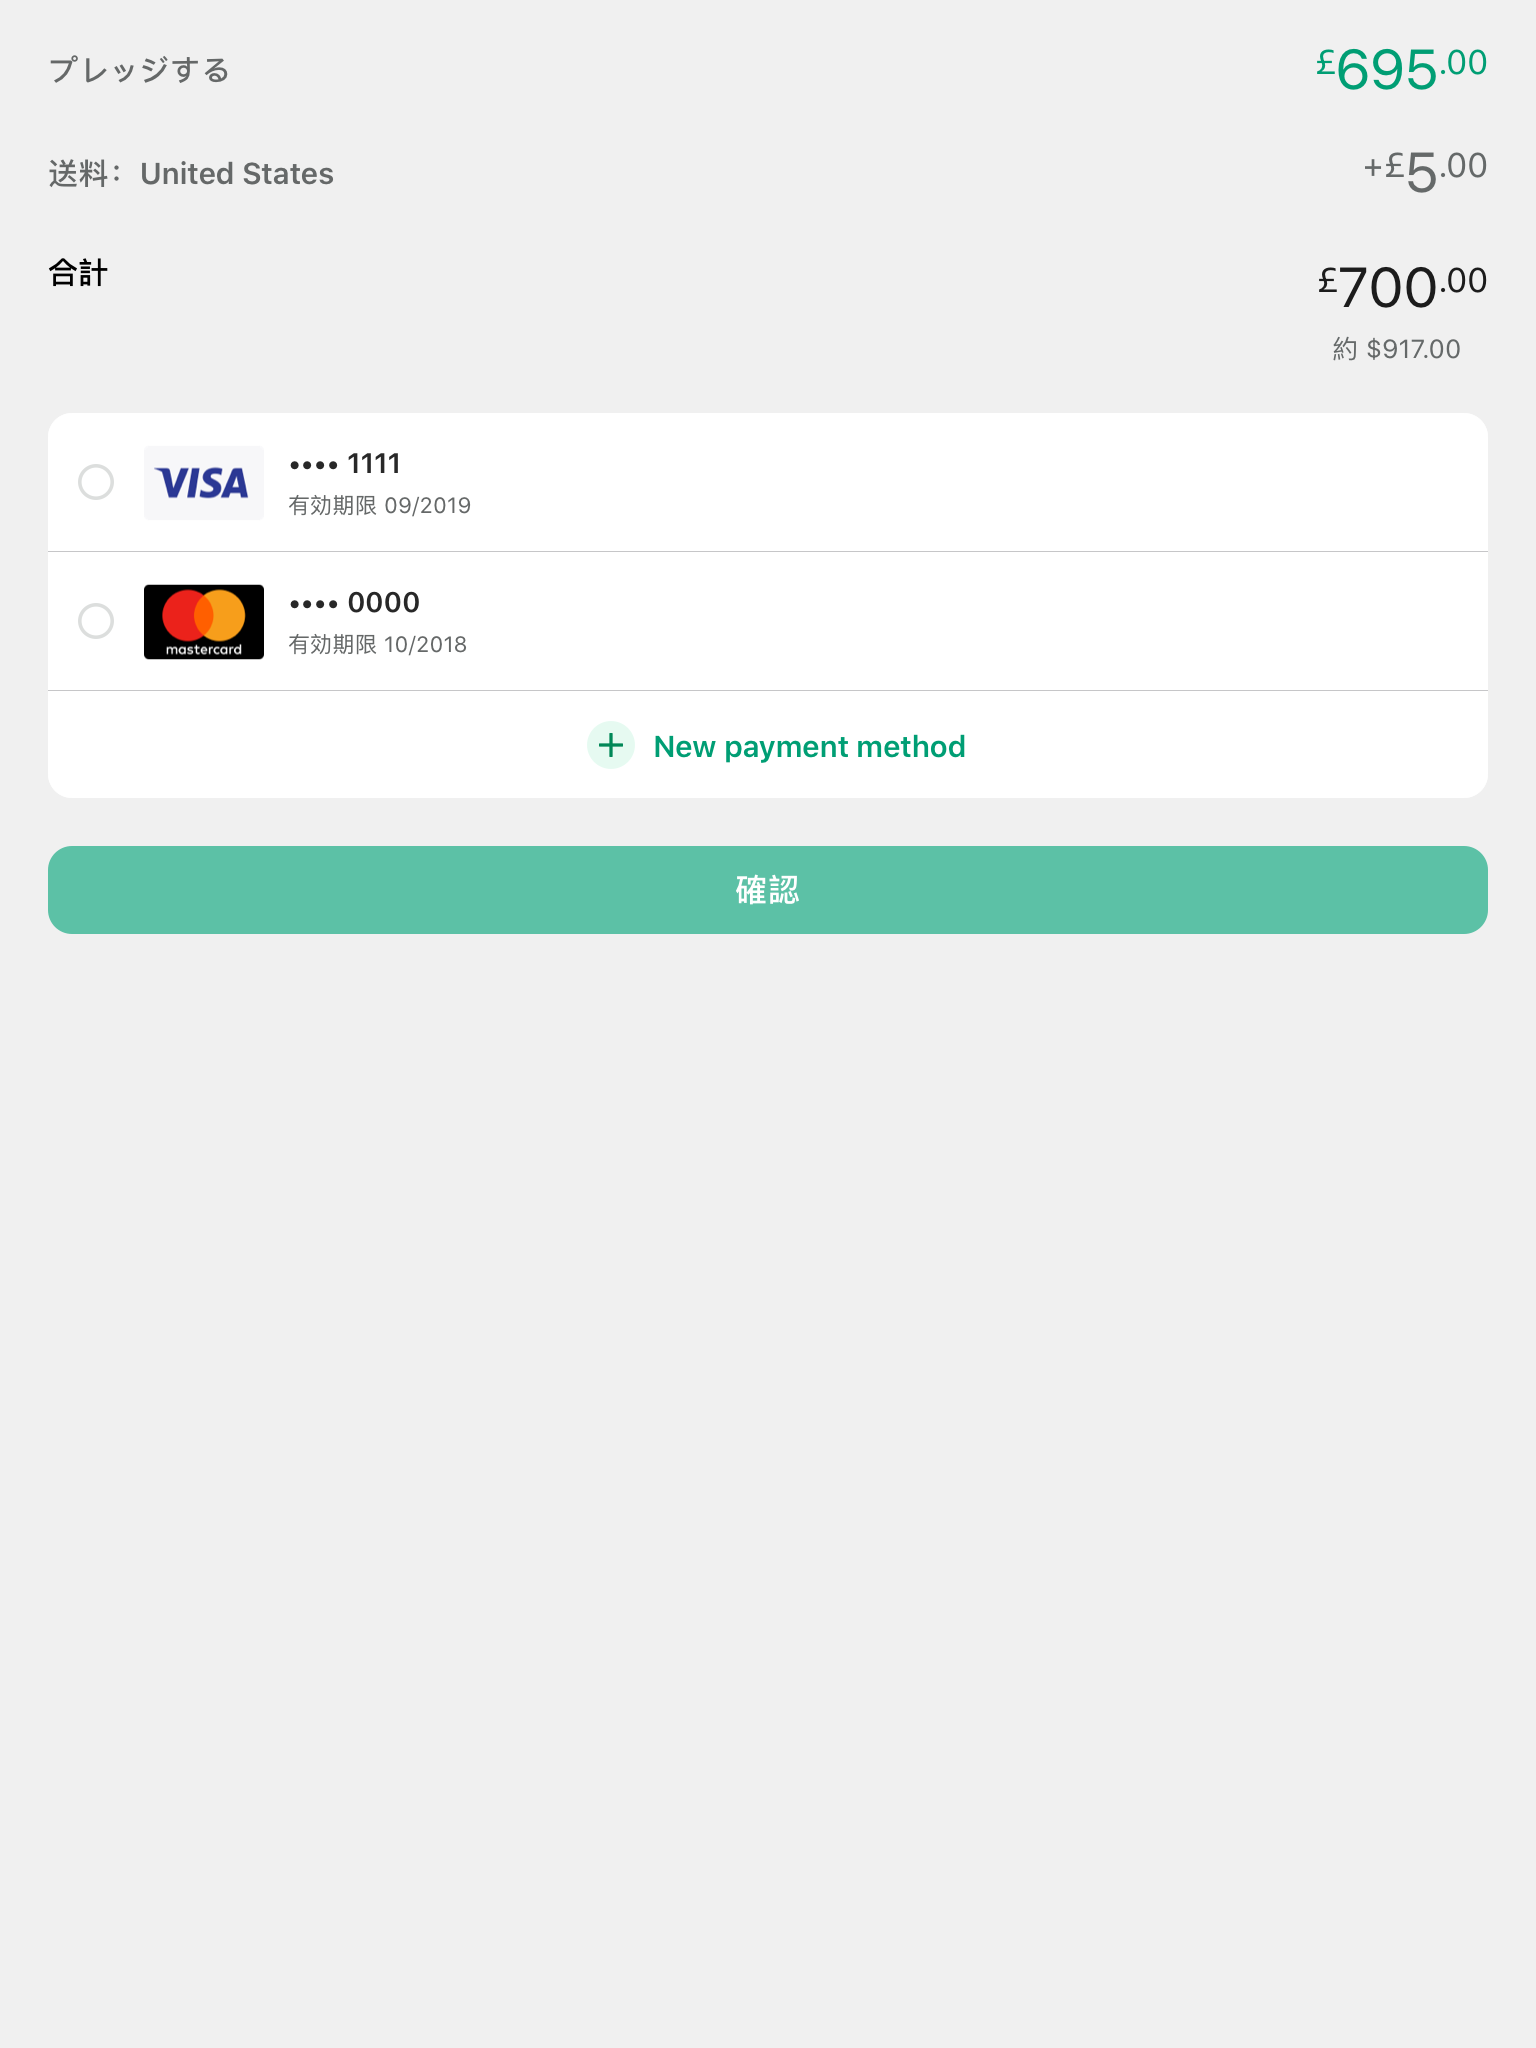 プレッジする £695.00
送料： United States +£5.00
合計 £700.00
約 $917.00
VISA •••• 1111
有効期限 09/2019
•••• 0000
mastercard 有効期限 10/2018
+ New payment method
確認